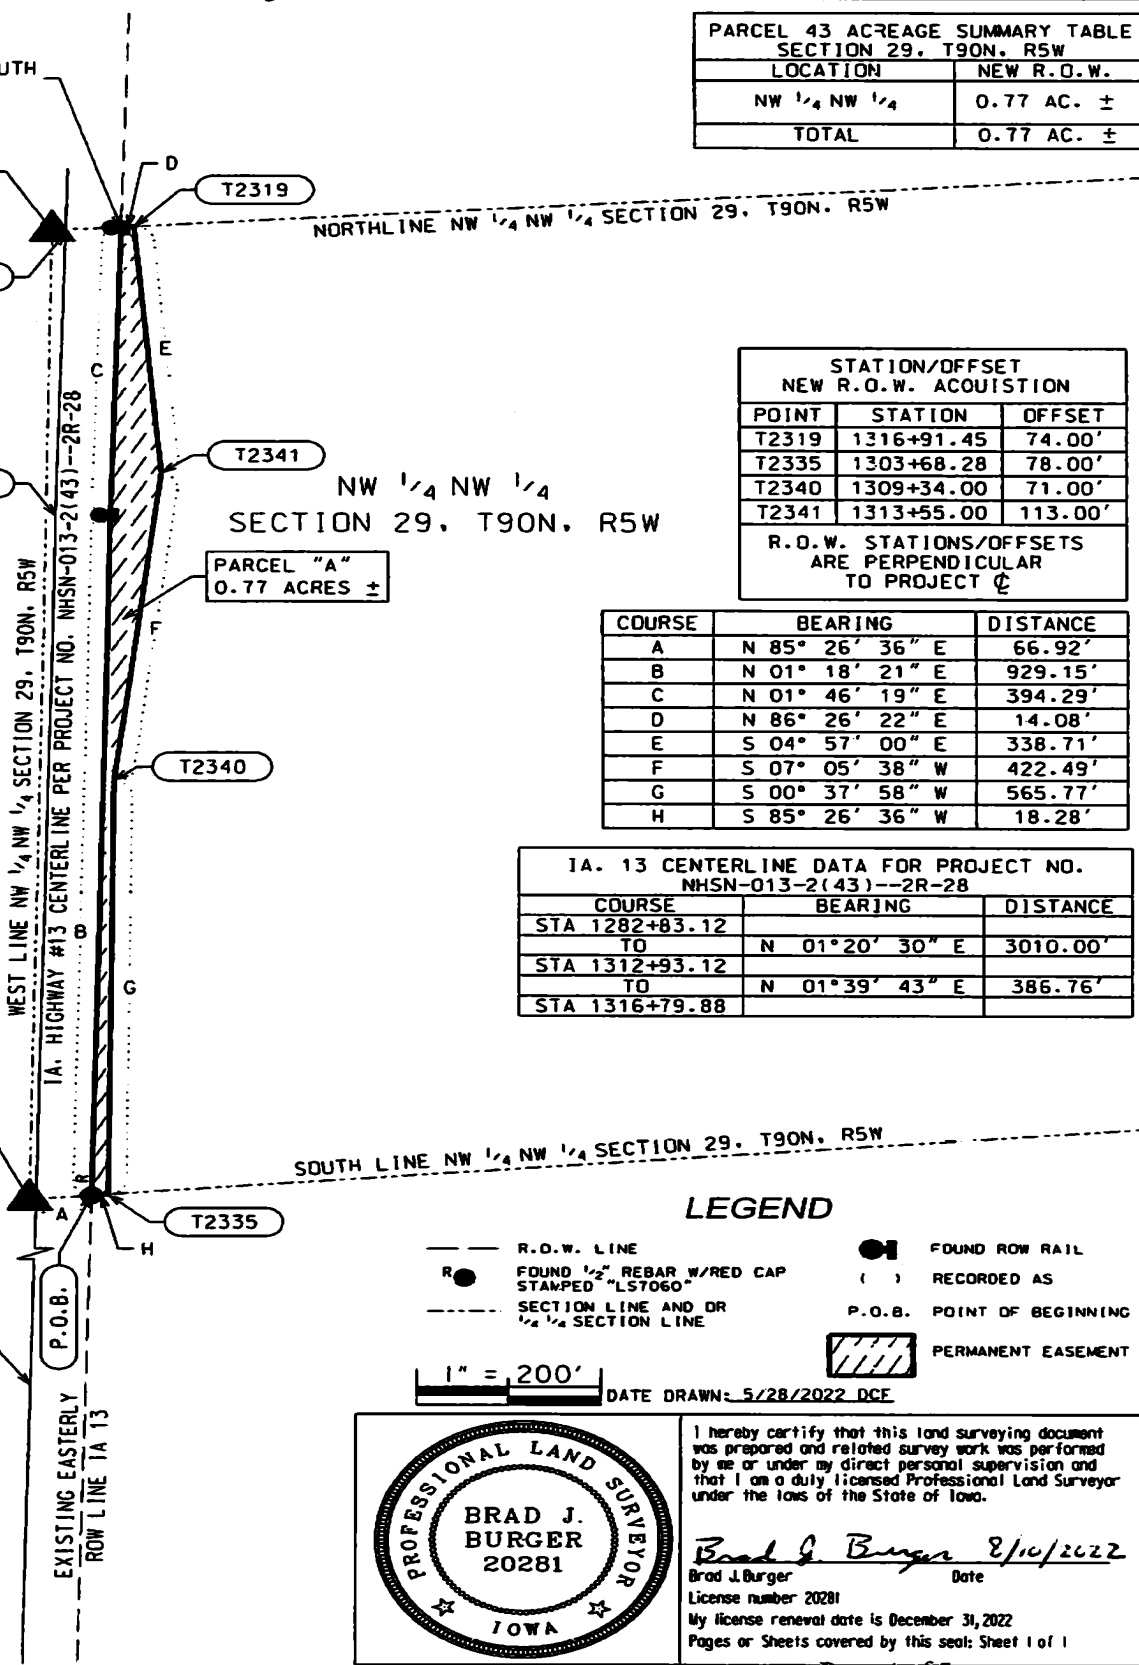 PARCEL 43 ACREAGE SUMMARY TABLE
SECTION 29, T90N, R5W
LOCATION NEW R.O.W.
NW 1/4 NW 1/4 0.77 AC. ±
TOTAL 0.77 AC. ±
UTH
D
T2319
NORTHLINE NW 1/4 NW 1/4 SECTION 29, T90N, R5W
E
C
STATION/OFFSET
NEW R.O.W. ACQUISTION
POINT STATION OFFSET
T2319 1316+91.45 74.00'
T2335 1303+68.28 78.00'
T2340 1309+34.00 71.00'
T2341 1313+55.00 113.00'
R.O.W. STATIONS/OFFSETS
ARE PERPENDICULAR
TO PROJECT ℄
T2341
NW 1/4 NW 1/4
SECTION 29, T90N, R5W
PARCEL "A"
0.77 ACRES ±
F
WEST LINE NW 1/4 NW 1/4 SECTION 29, T90N, R5W
IA. HIGHWAY #13 CENTERLINE PER PROJECT NO. NHSN-013-2(43)--2R-28
COURSE BEARING DISTANCE
A N 85° 26' 36" E 66.92'
B N 01° 18' 21" E 929.15'
C N 01° 46' 19" E 394.29'
D N 86° 26' 22" E 14.08'
E S 04° 57' 00" E 338.71'
F S 07° 05' 38" W 422.49'
G S 00° 37' 58" W 565.77'
H S 85° 26' 36" W 18.28'
T2340
IA. 13 CENTERLINE DATA FOR PROJECT NO.
NHSN-013-2(43)--2R-28
COURSE BEARING DISTANCE
STA 1282+83.12
TO N 01°20' 30" E 3010.00'
STA 1312+93.12
TO N 01°39' 43" E 386.76'
STA 1316+79.88
B
G
SOUTH LINE NW 1/4 NW 1/4 SECTION 29, T90N, R5W
R
A
T2335
H
P.O.B.
EXISTING EASTERLY
ROW LINE IA 13
LEGEND
R.O.W. LINE
R FOUND 1/2" REBAR W/RED CAP
STAMPED "LS7060"
SECTION LINE AND OR
1/4 1/4 SECTION LINE
FOUND ROW RAIL
( ) RECORDED AS
P.O.B. POINT OF BEGINNING
PERMANENT EASEMENT
1" = 200'
DATE DRAWN: 5/28/2022 DCF
PROFESSIONAL LAND SURVEYOR
BRAD J.
BURGER
20281
IOWA
I hereby certify that this land surveying document
was prepared and related survey work was performed
by me or under my direct personal supervision and
that I am a duly licensed Professional Land Surveyor
under the laws of the State of Iowa.
Brad J. Burger 8/10/2022
Brad J. Burger Date
License number 20281
My license renewal date is December 31, 2022
Pages or Sheets covered by this seal: Sheet 1 of 1